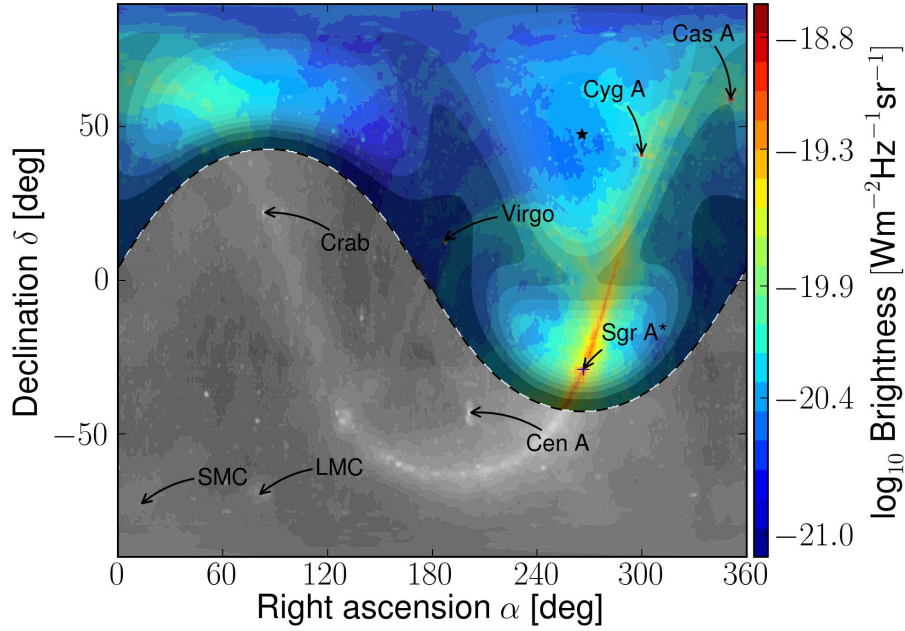 Cas A
Cyg A
Virgo
Crab
Sgr A*
Cen A
SMC
LMC
50
0
−50
Declination δ [deg]
0
60
120
180
240
300
360
Right ascension α [deg]
−18.8
−19.3
−19.9
−20.4
−21.0
log₁₀ Brightness [Wm⁻²Hz⁻¹sr⁻¹]